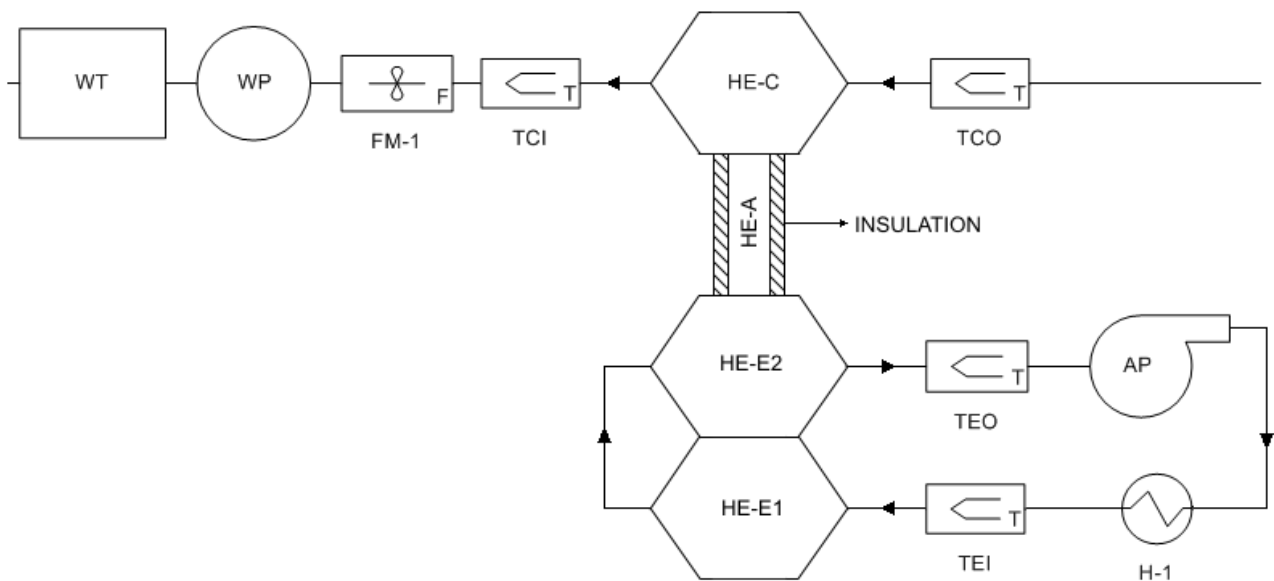 WT
WP
F
FM-1
T
TCI
HE-C
T
TCO
HE-A
INSULATION
HE-E2
T
TEO
AP
HE-E1
T
TEI
H-1